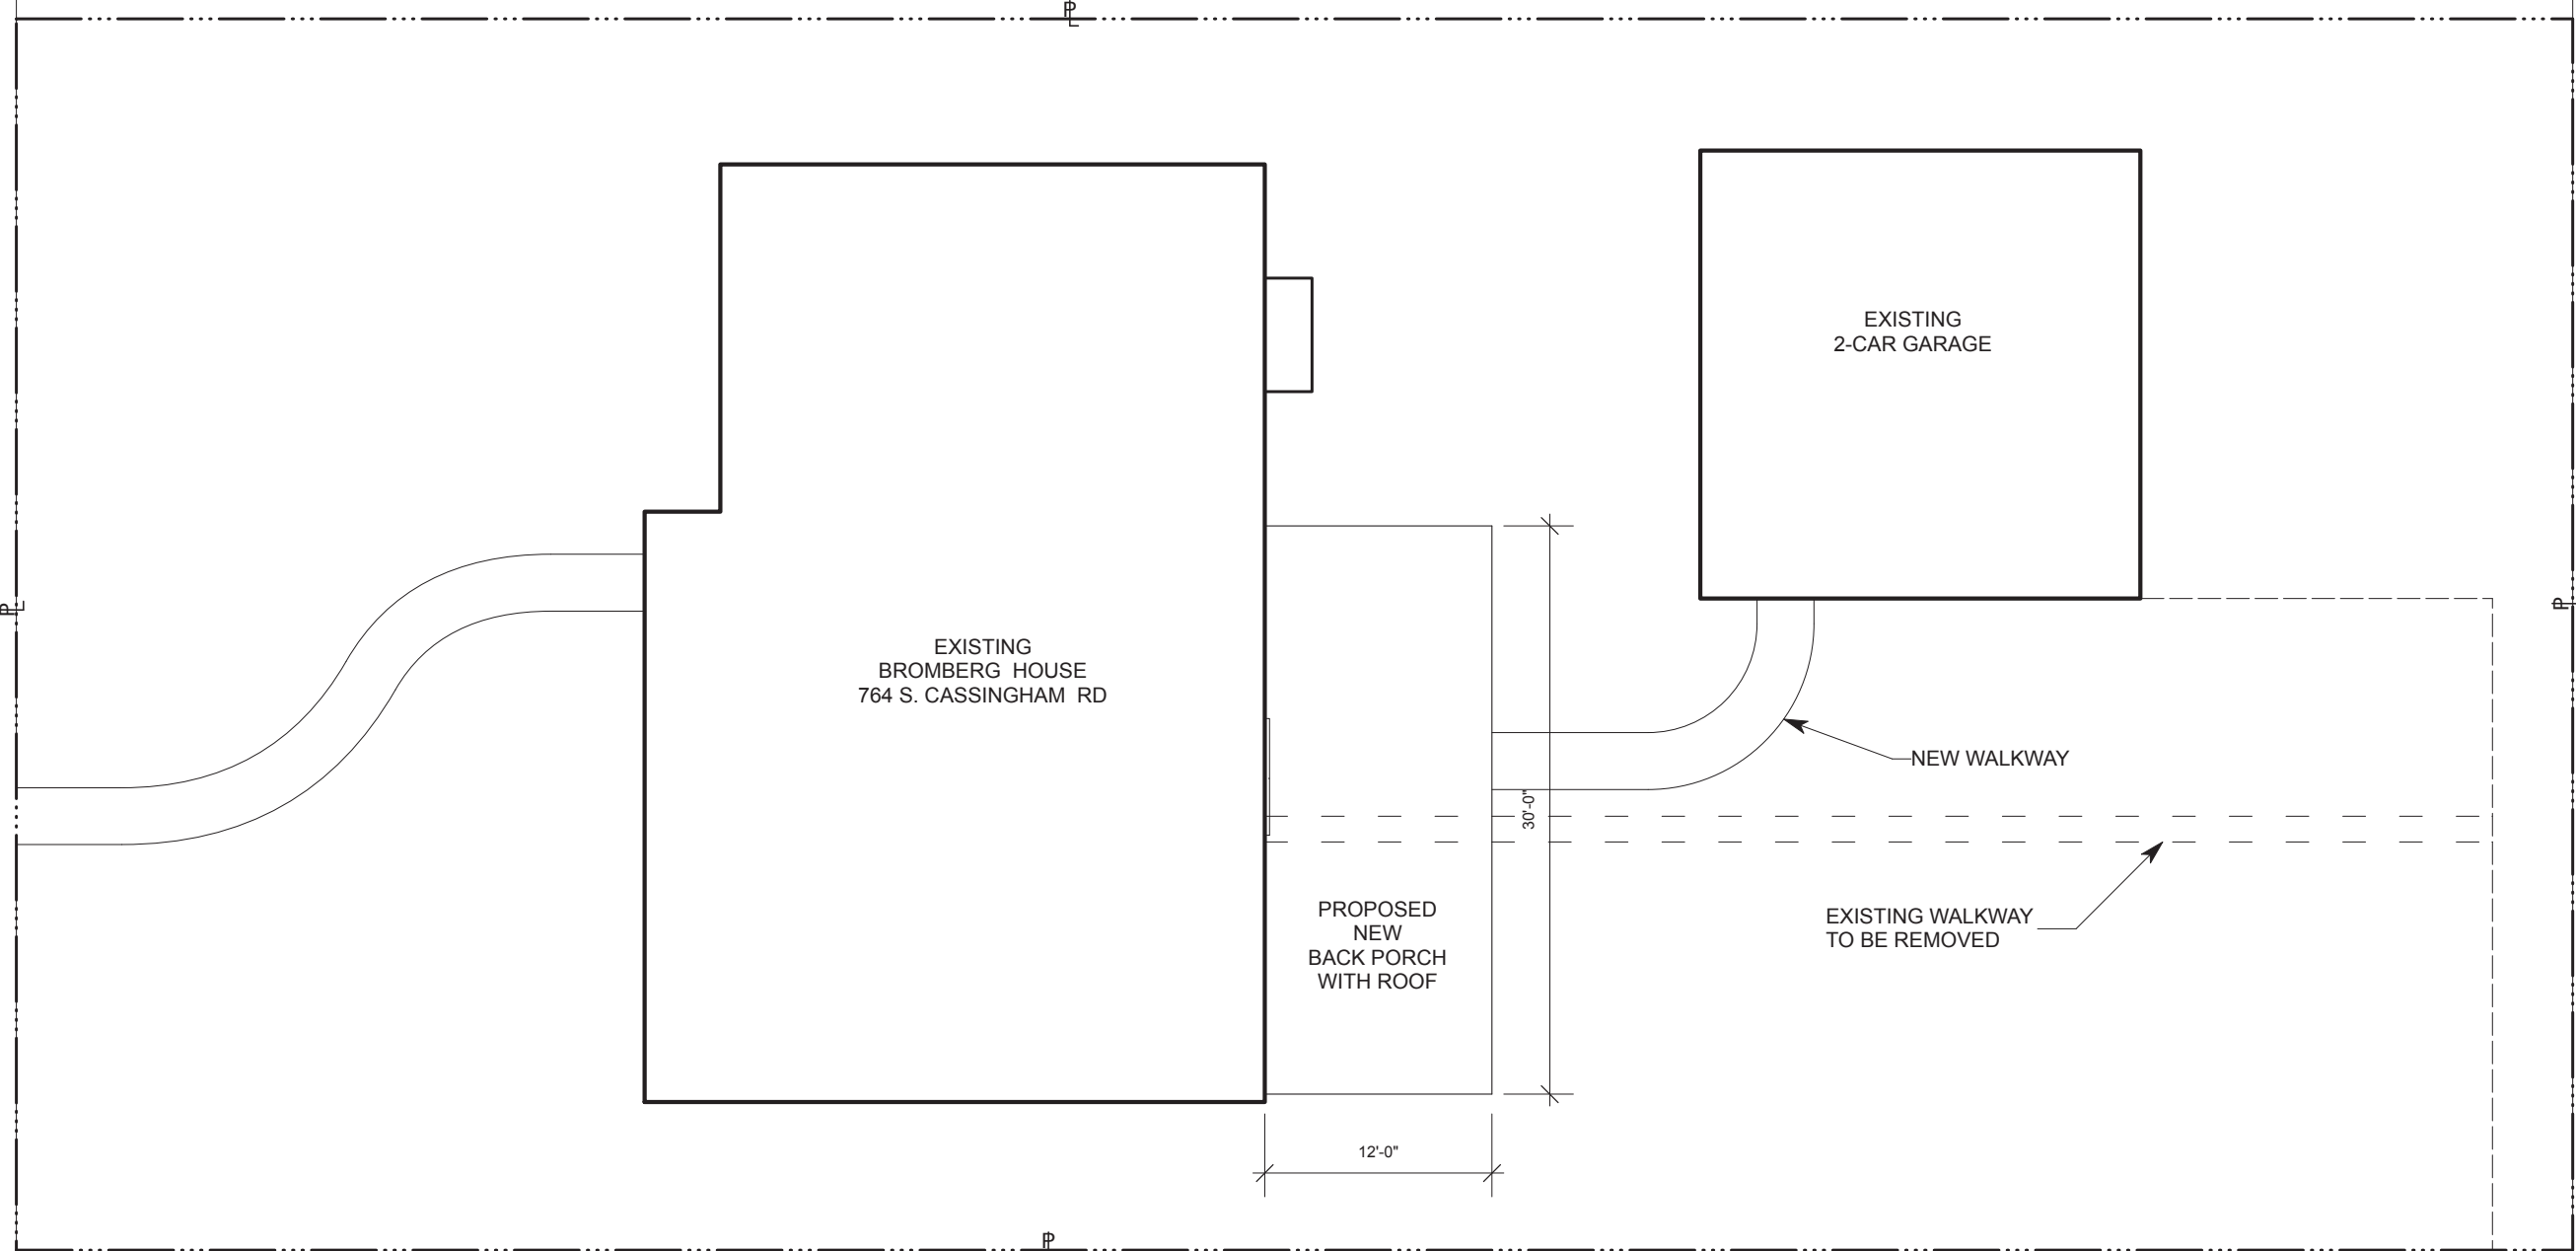 PL
EXISTING
2-CAR GARAGE
PL
PL
EXISTING
BROMBERG HOUSE
764 S. CASSINGHAM RD
NEW WALKWAY
30'-0"
PROPOSED
NEW
BACK PORCH
WITH ROOF
EXISTING WALKWAY
TO BE REMOVED
12'-0"
P